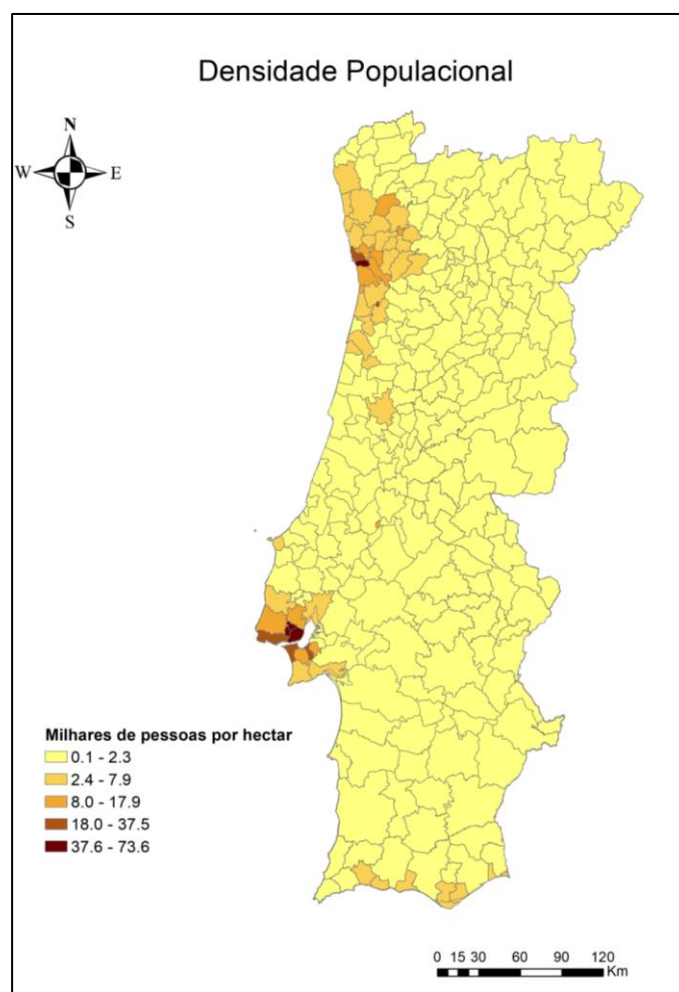 Densidade Populacional
N
W E
S
Milhares de pessoas por hectar
0.1 - 2.3
2.4 - 7.9
8.0 - 17.9
18.0 - 37.5
37.6 - 73.6
0 15 30 60 90 120
Km